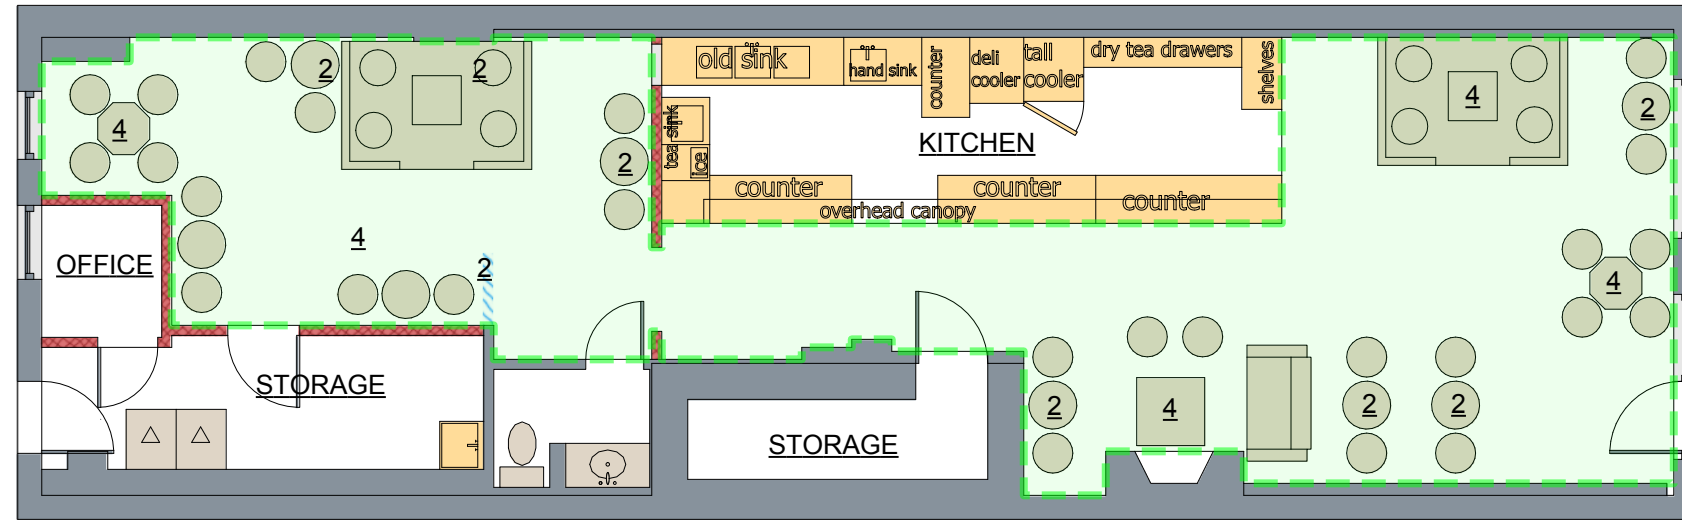 old sink
hand sink
counter
deli
cooler
tall
cooler
dry tea drawers
shelves
2
2
4
2
4
4
2
tea sink
ice
KITCHEN
counter
counter
counter
overhead canopy
4
2
OFFICE
4
STORAGE
2
4
2
2
STORAGE